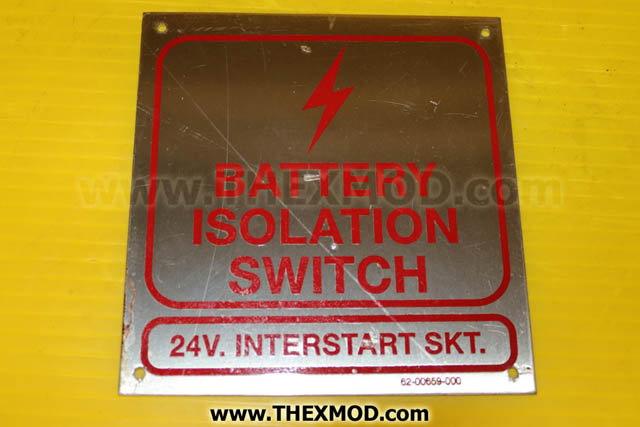 BATTERY
www.THEXMOD.com
ISOLATION
SWITCH
24V. INTERSTART SKT.
62-00659-000
www.THEXMOD.com